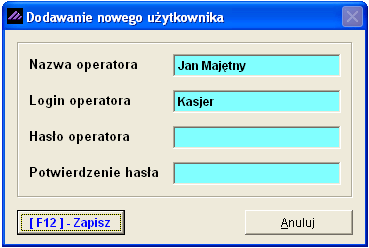 Dodawanie nowego użytkownika
Nazwa operatora Jan Majętny
Login operatora Kasjer
Hasło operatora
Potwierdzenie hasła
[ F12 ] - Zapisz Anuluj